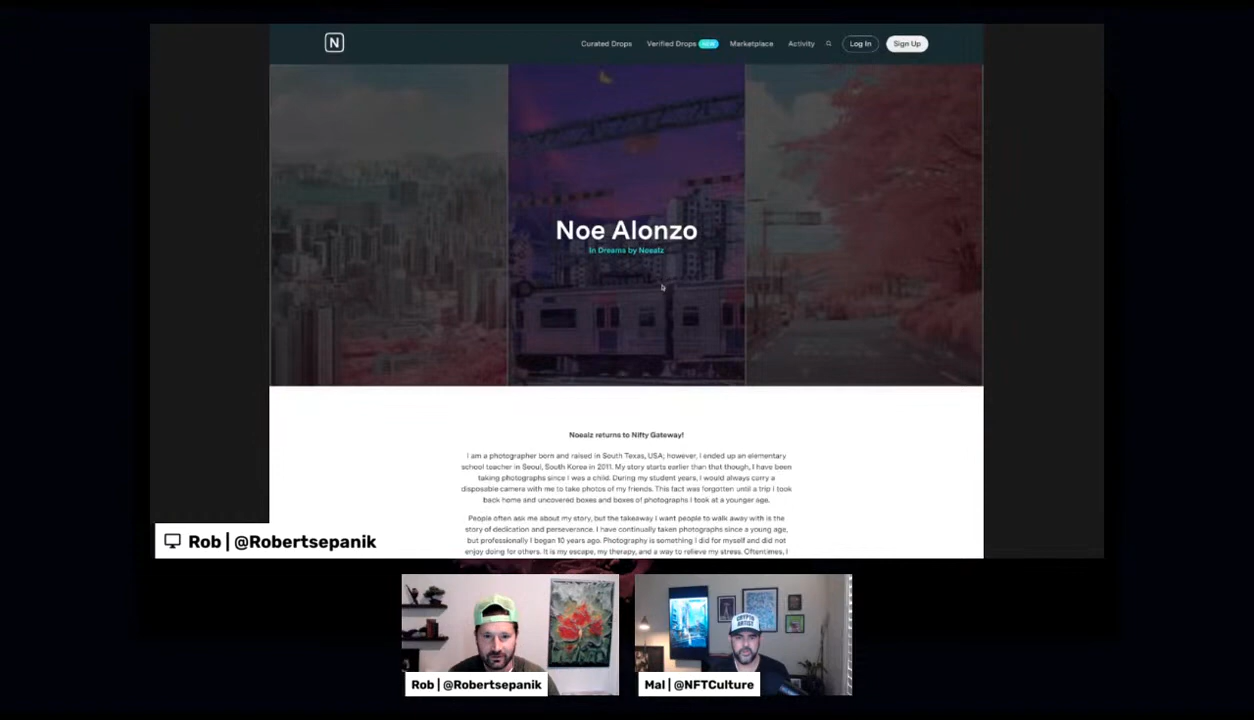 N
Curated Drops Verified Drops NEW Marketplace Activity Log In Sign Up
Noe Alonzo
In Dreams by Noealz
Noealz returns to Nifty Gateway!
I am a photographer born and raised in South Texas, USA; however, I ended up an elementary
school teacher in Seoul, South Korea in 2011. My story starts earlier than that though, I have been
taking photographs since I was a child. During my student years, I would always carry a
disposable camera with me to take photos of my friends. This fact was forgotten until a trip I took
back home and uncovered boxes and boxes of photographs I took at a younger age.
People often ask me about my story, but the takeaway I want people to walk away with is the
story of dedication and perseverance. I have continually taken photographs since a young age,
but professionally I began 10 years ago. Photography is something I did for myself and did not
enjoy doing for others. It is my escape, my therapy, and a way to relieve my stress. Oftentimes, I
Rob | @Robertsepanik
CRYPTO
ARTIST
Rob | @Robertsepanik
Mal | @NFTCulture